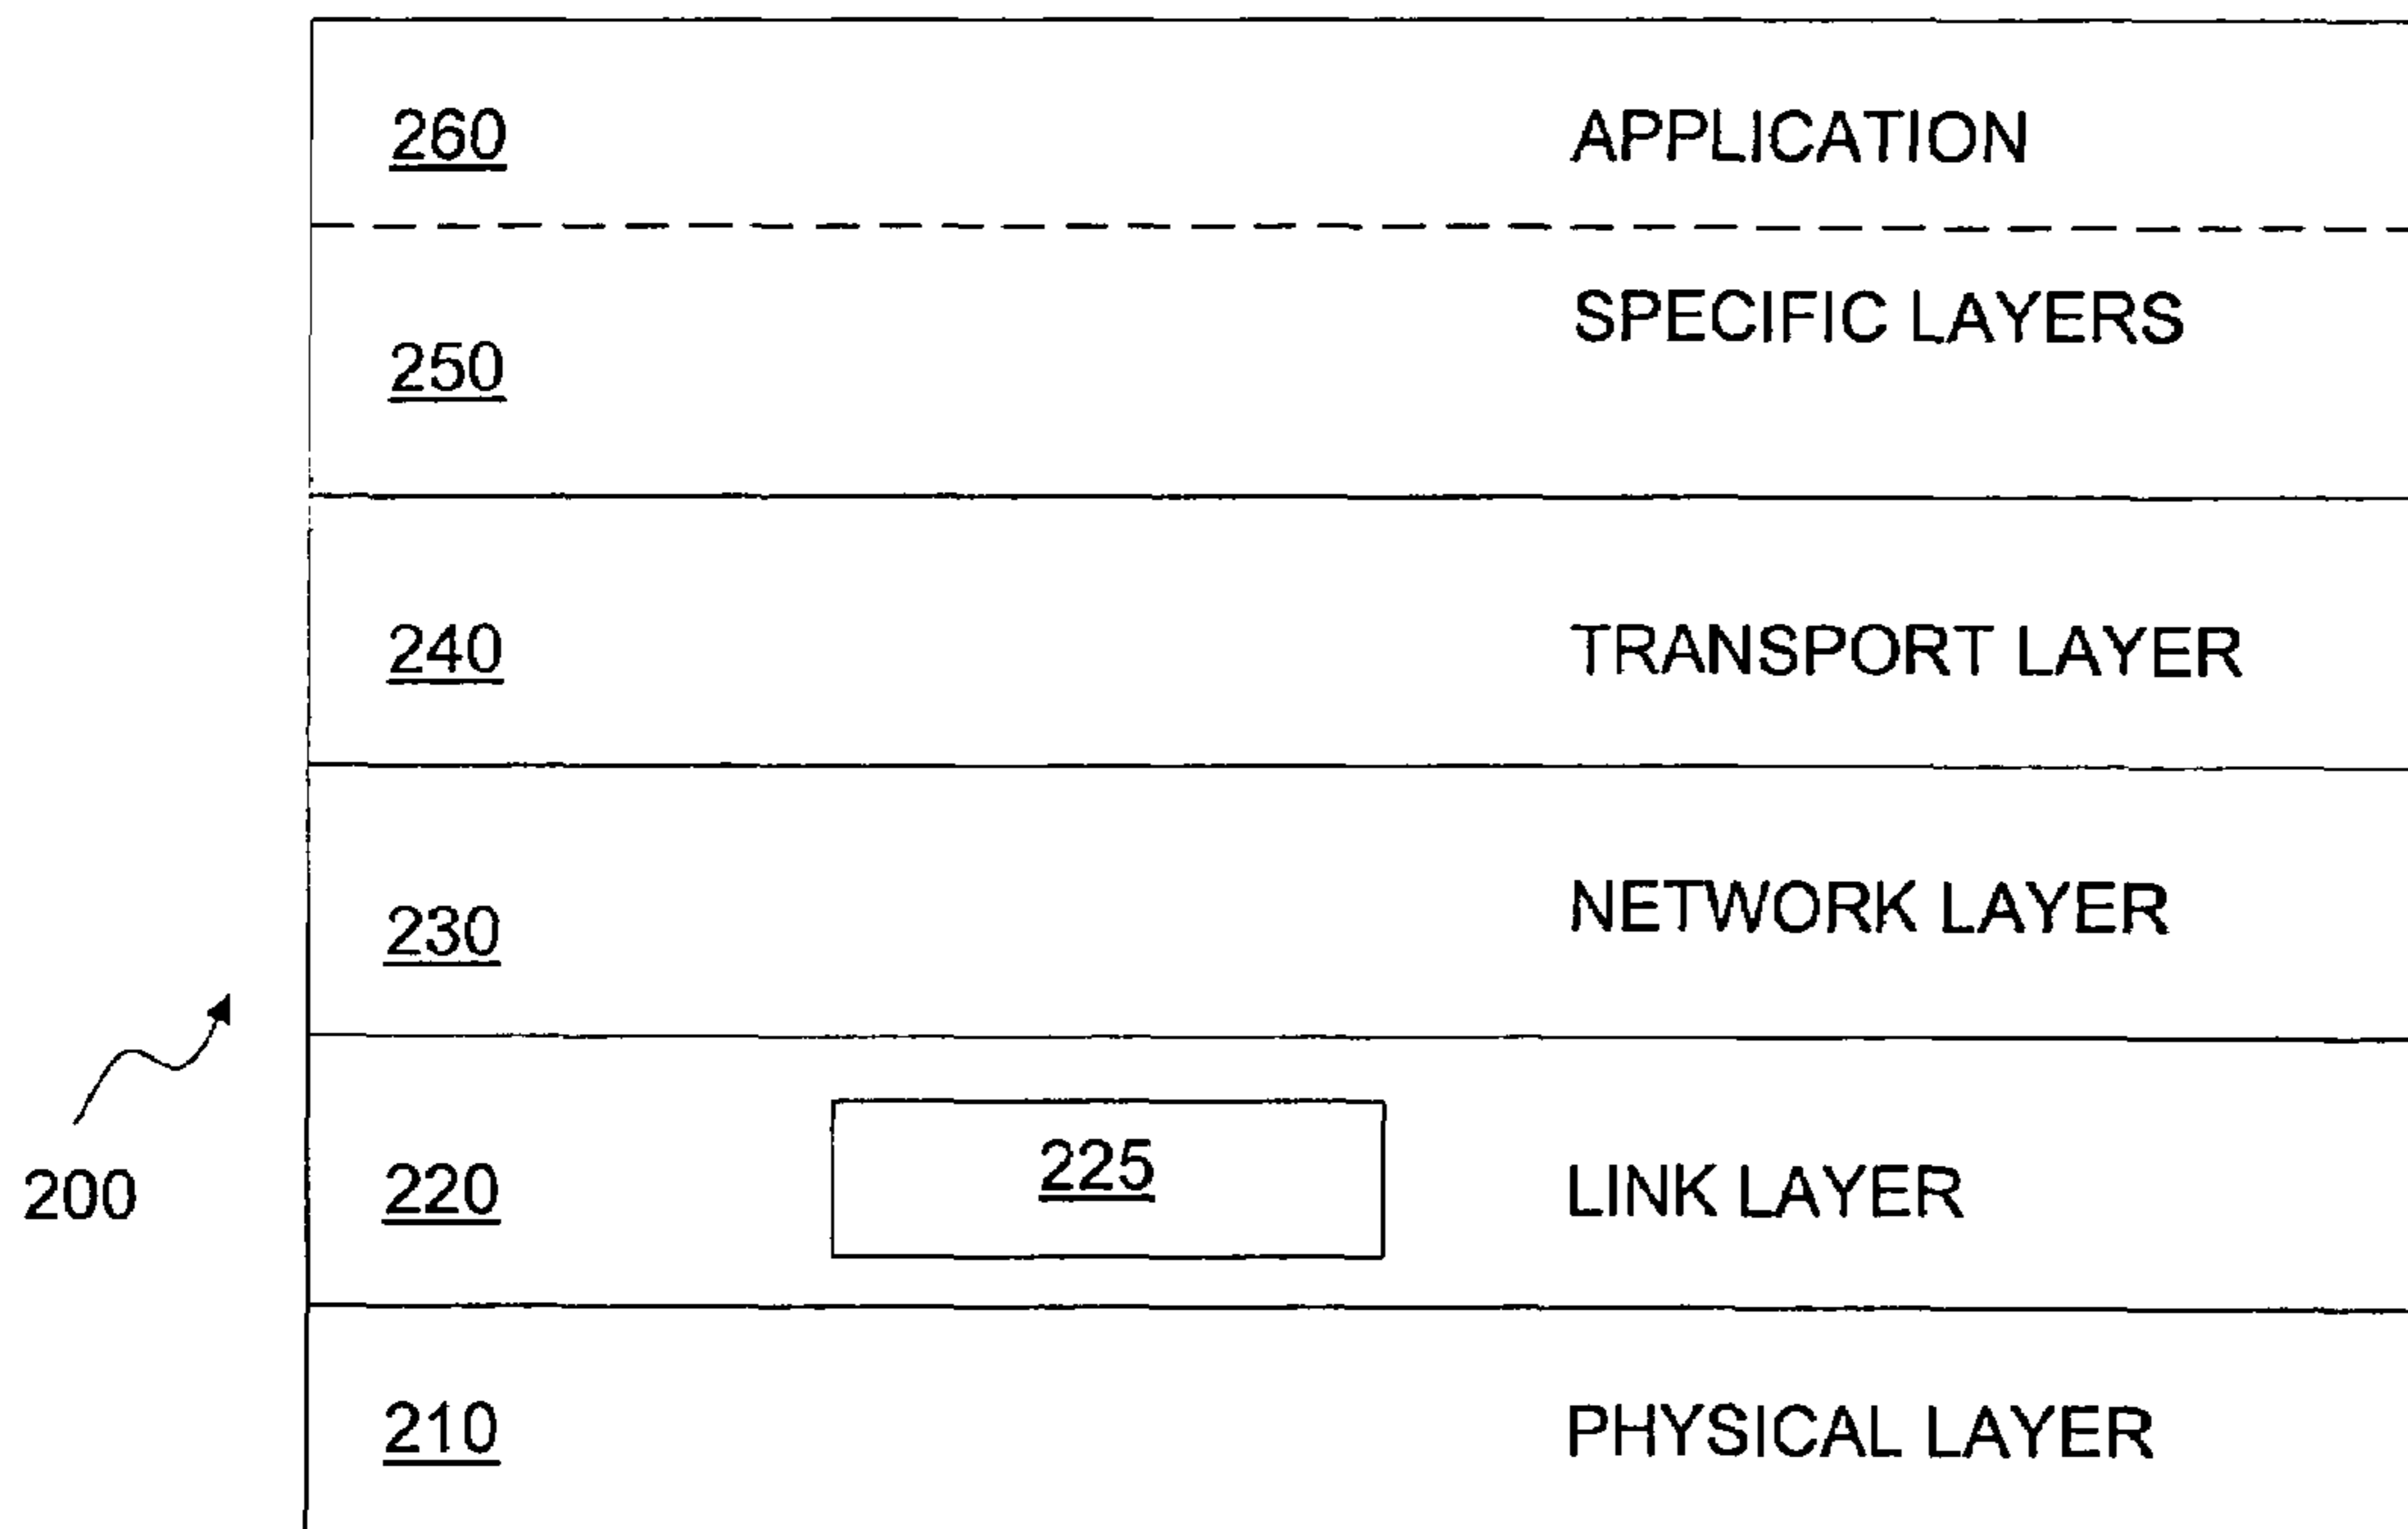 260 APPLICATION
SPECIFIC LAYERS
250
240 TRANSPORT LAYER
230 NETWORK LAYER
225
200 220 LINK LAYER
210 PHYSICAL LAYER